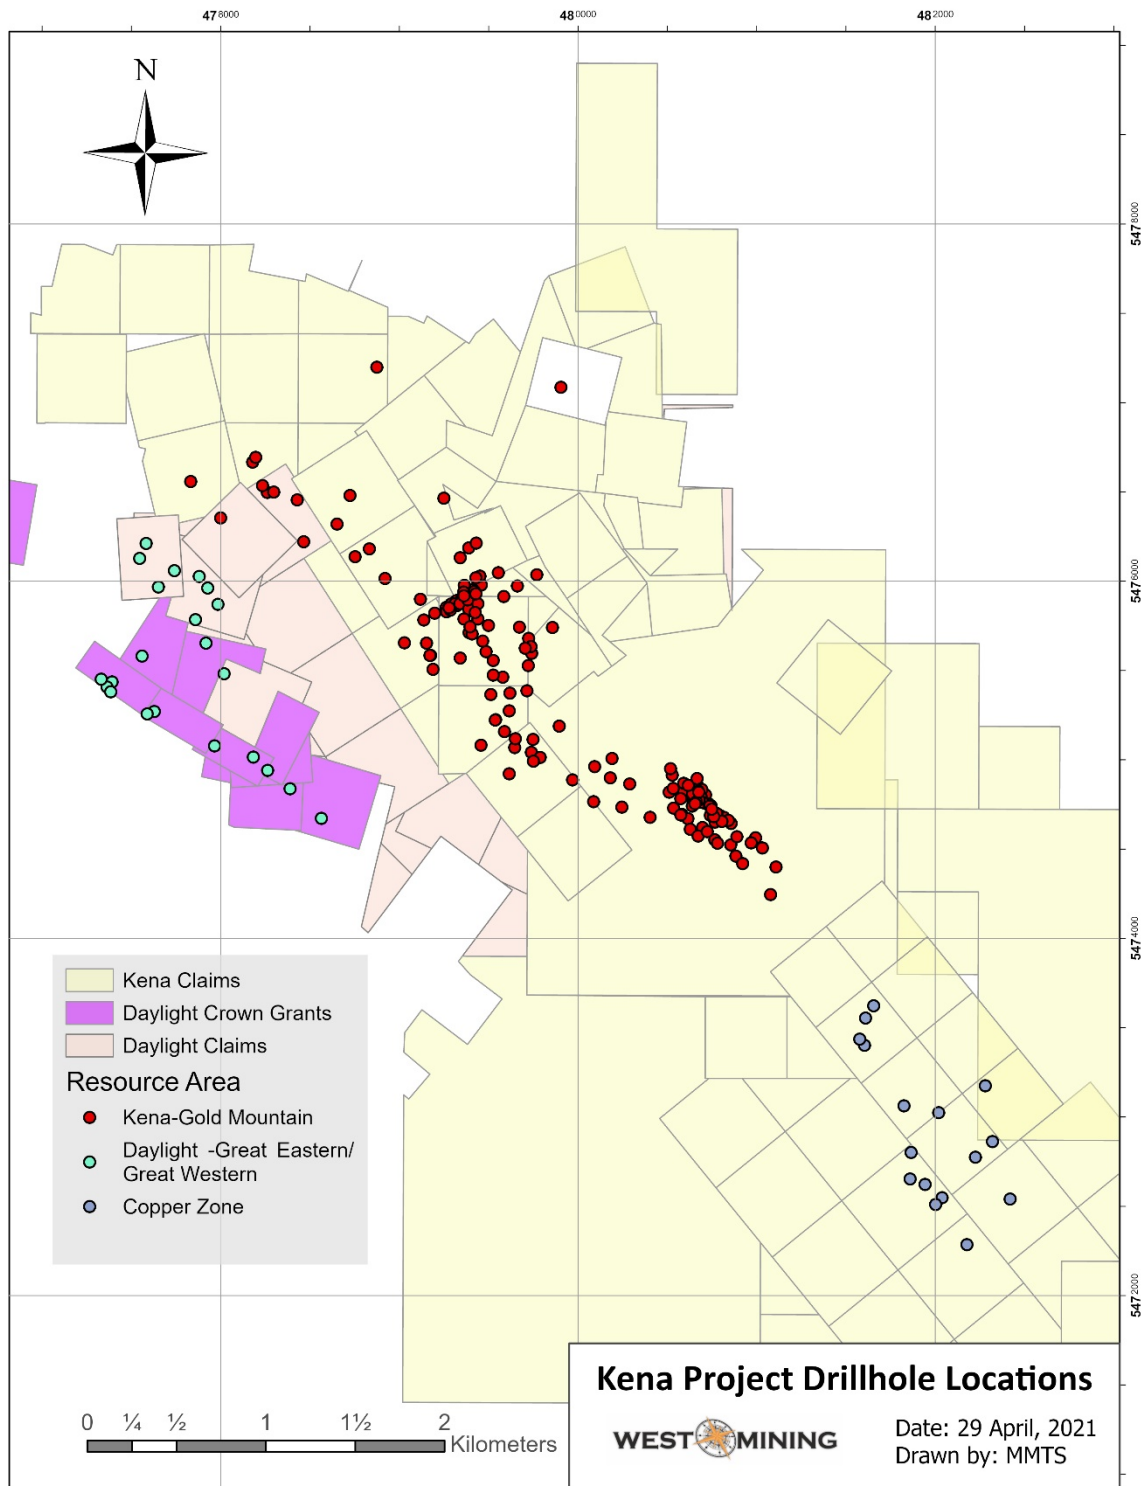 478000 480000 482000
N
5478000
5476000
5474000
5472000
Kena Claims
Daylight Crown Grants
Daylight Claims
Resource Area
Kena-Gold Mountain
Daylight -Great Eastern/
Great Western
Copper Zone
0 ¼ ½ 1 1½ 2
Kilometers
Kena Project Drillhole Locations
WEST MINING
Date: 29 April, 2021
Drawn by: MMTS